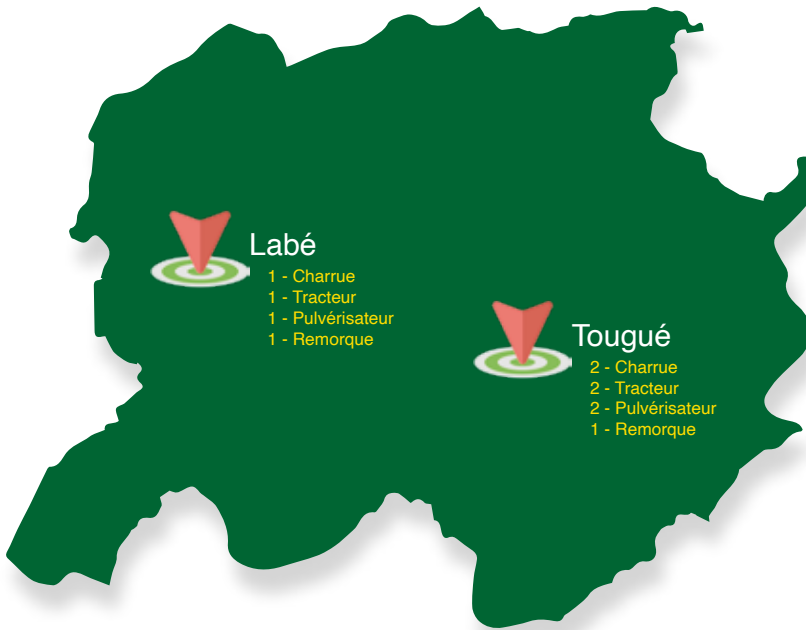 Labé
1 - Charrue
1 - Tracteur
1 - Pulvérisateur
1 - Remorque
Tougué
2 - Charrue
2 - Tracteur
2 - Pulvérisateur
1 - Remorque